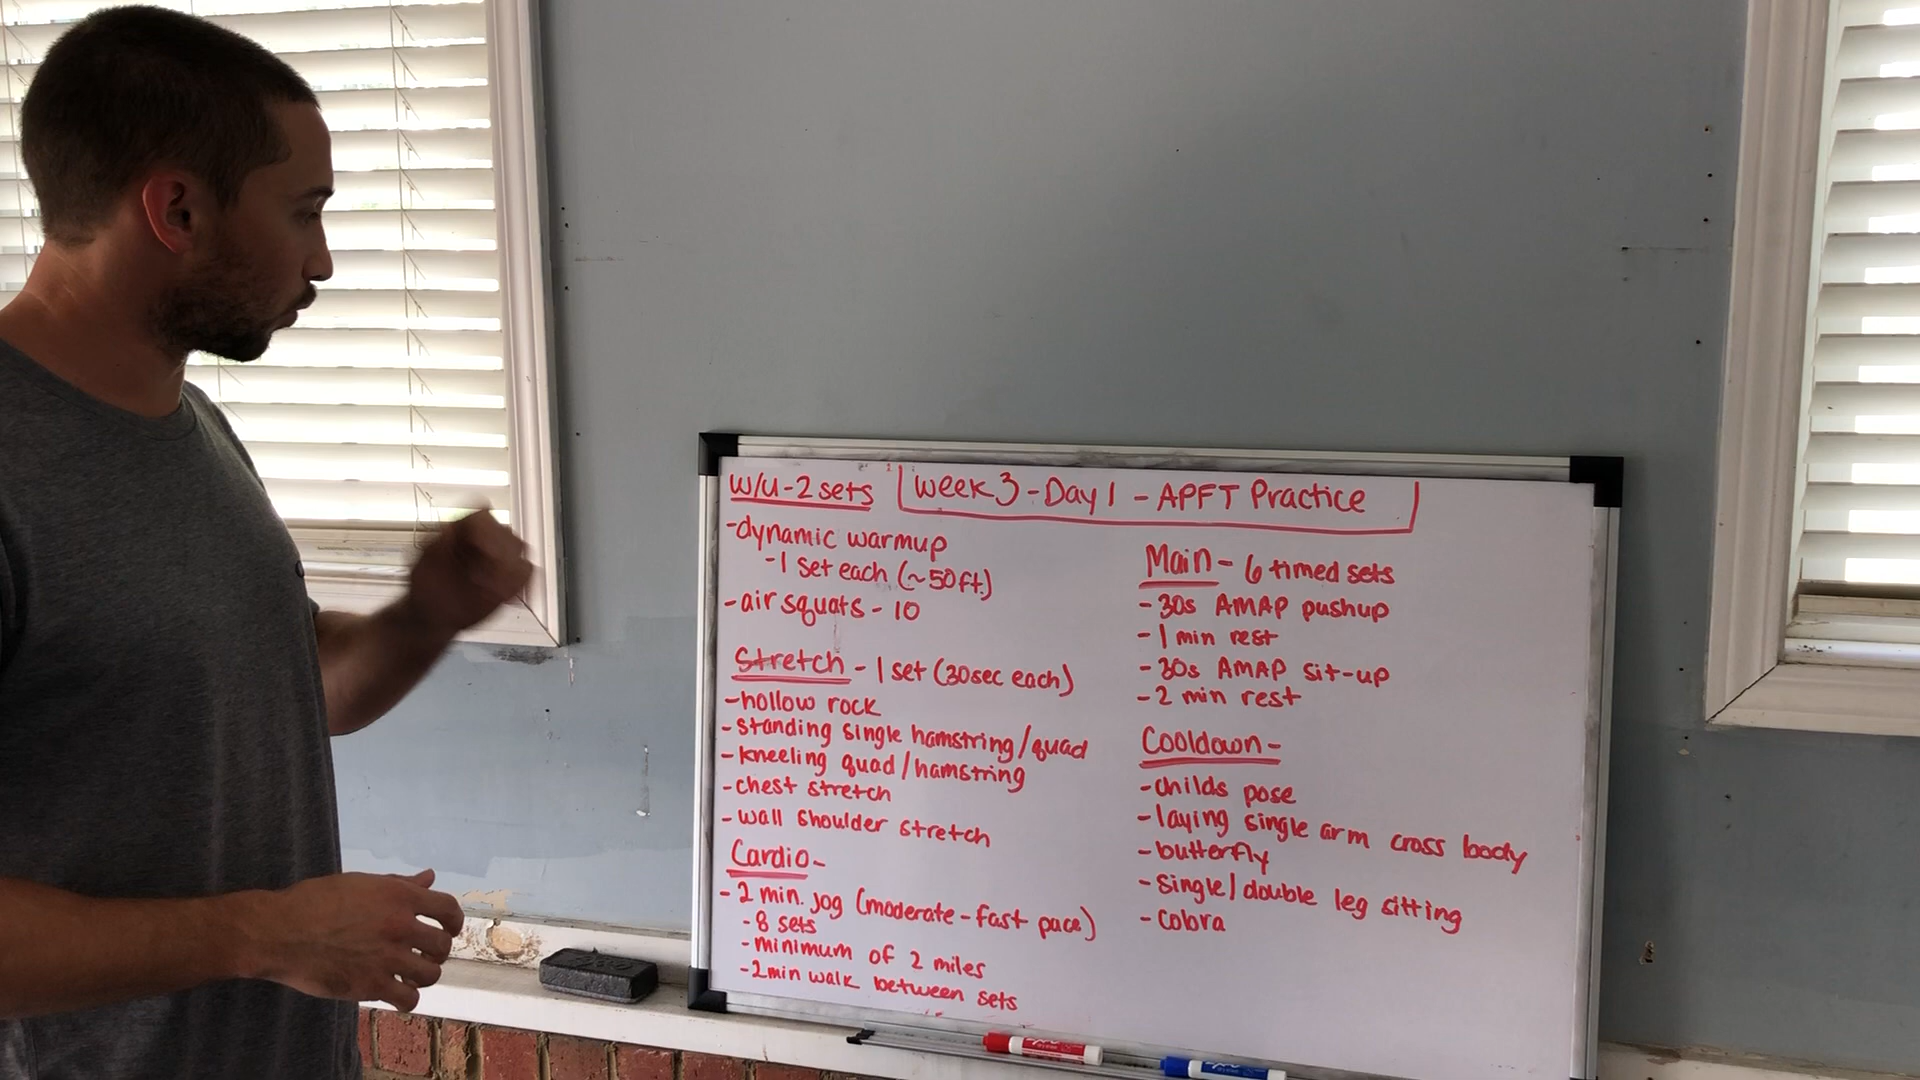 w/u-2 sets
Week 3-Day 1 - APFT Practice
-dynamic warmup
-1 set each (~50ft.)
-air squats - 10
Stretch - 1 set (30sec each)
-hollow rock
-standing single hamstring/quad
-kneeling quad/hamstring
-chest stretch
-wall shoulder stretch
Cardio-
-2 min. jog (moderate-fast pace)
-8 sets
-minimum of 2 miles
-2min walk between sets
Main- 6 timed sets
-30s AMAP pushup
-1 min rest
-30s AMAP sit-up
-2 min rest
Cooldown-
-childs pose
-laying single arm cross body
-butterfly
-single/double leg sitting
-cobra